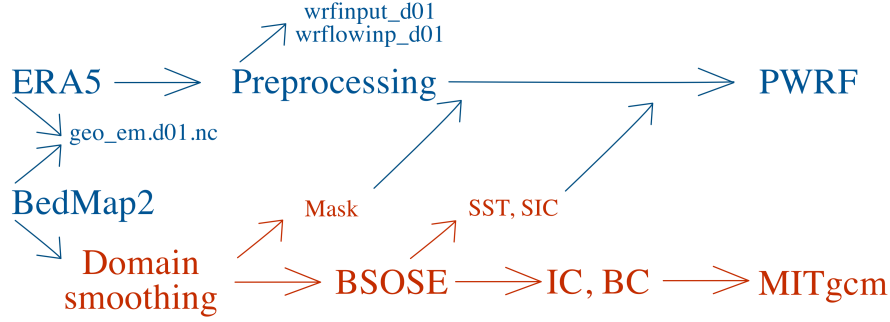 wrfinput_d01
wrflowinp_d01
ERA5
Preprocessing
PWRF
geo_em.d01.nc
BedMap2
Mask
SST, SIC
Domain
smoothing
BSOSE
IC, BC
MITgcm